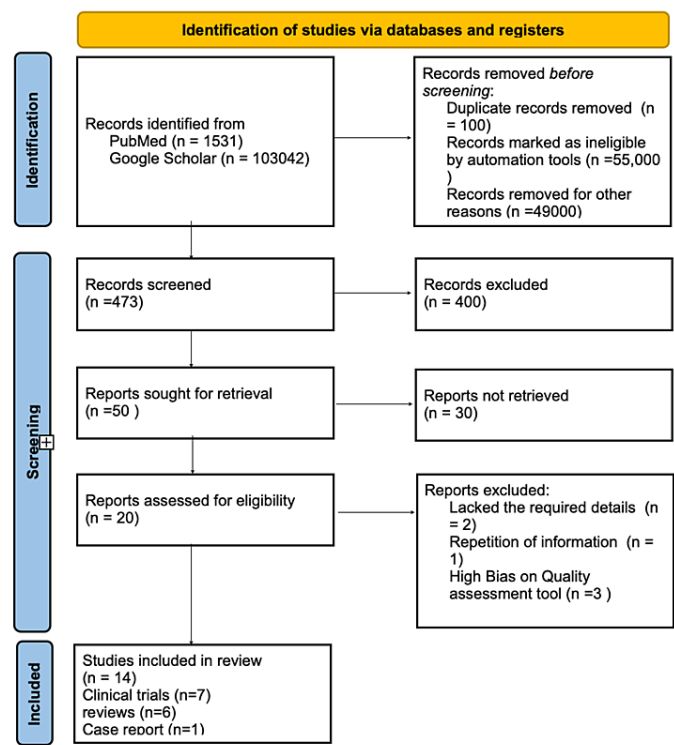 Identification of studies via databases and registers
Identification
Records identified from
PubMed (n = 1531)
Google Scholar (n = 103042)
Records removed before
screening:
Duplicate records removed (n
= 100)
Records marked as ineligible
by automation tools (n =55,000
)
Records removed for other
reasons (n =49000)
Screening
Records screened
(n =473)
Records excluded
(n = 400)
Reports sought for retrieval
(n =50 )
Reports not retrieved
(n = 30)
Reports assessed for eligibility
(n = 20)
Reports excluded:
Lacked the required details (n
= 2)
Repetition of information (n =
1)
High Bias on Quality
assessment tool (n =3 )
Included
Studies included in review
(n = 14)
Clinical trials (n=7)
reviews (n=6)
Case report (n=1)